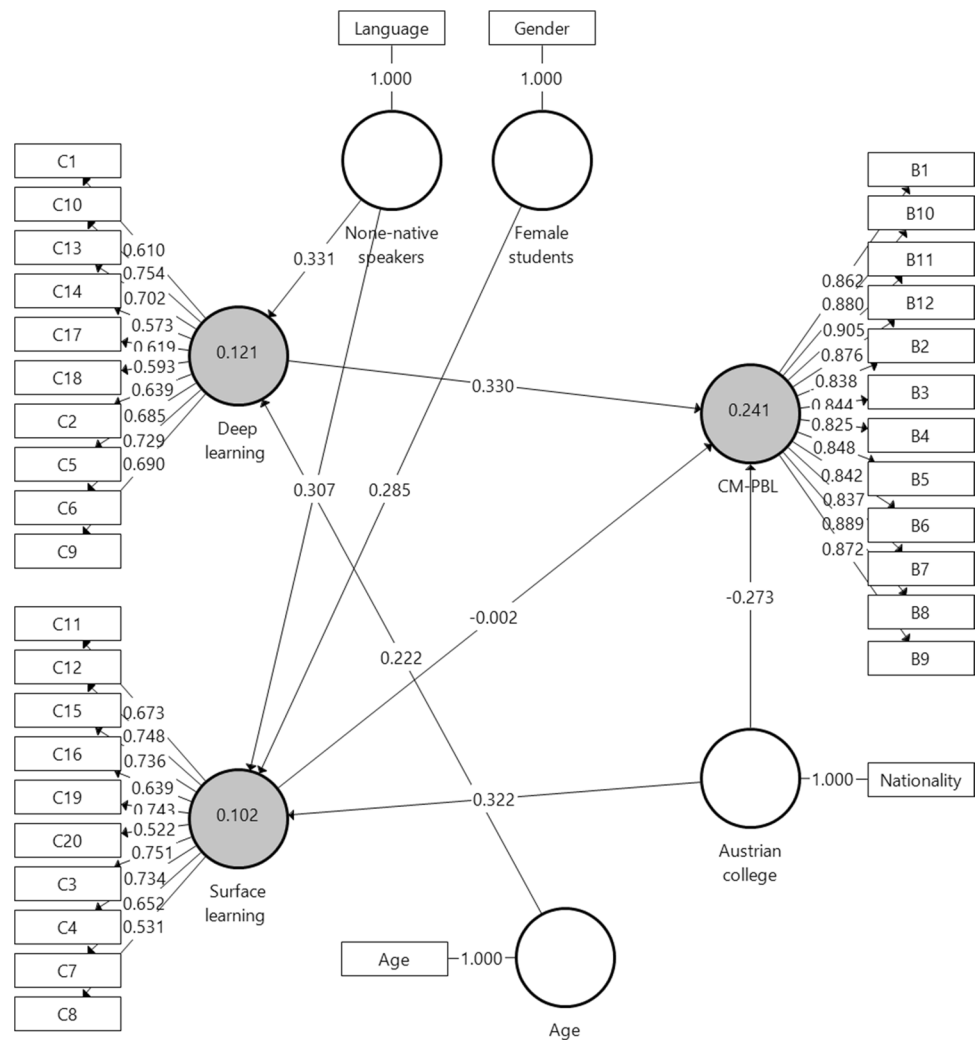 Language
Gender
1.000
1.000
None-native
speakers
Female
students
C1
C10
C13
C14
C17
C18
C2
C5
C6
C9
0.610
0.754
0.702
0.573
0.619
0.593
0.639
0.685
0.729
0.690
0.121
Deep
learning
0.331
0.330
0.307
0.285
0.222
-0.002
-0.273
0.322
B1
B10
B11
B12
B2
B3
B4
B5
B6
B7
B8
B9
0.862
0.880
0.905
0.876
0.838
0.844
0.825
0.848
0.842
0.837
0.889
0.872
0.241
CM-PBL
C11
C12
C15
C16
C19
C20
C3
C4
C7
C8
0.673
0.748
0.736
0.639
0.743
0.522
0.751
0.734
0.652
0.531
0.102
Surface
learning
1.000
Nationality
Austrian
college
Age
1.000
Age